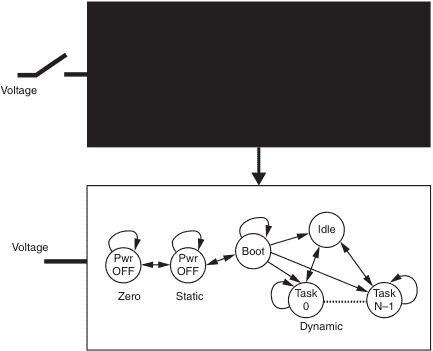 Voltage
Voltage
Idle
Boot
Pwr
OFF
Pwr
OFF
Task
0
Task
N–1
Zero
Static
Dynamic